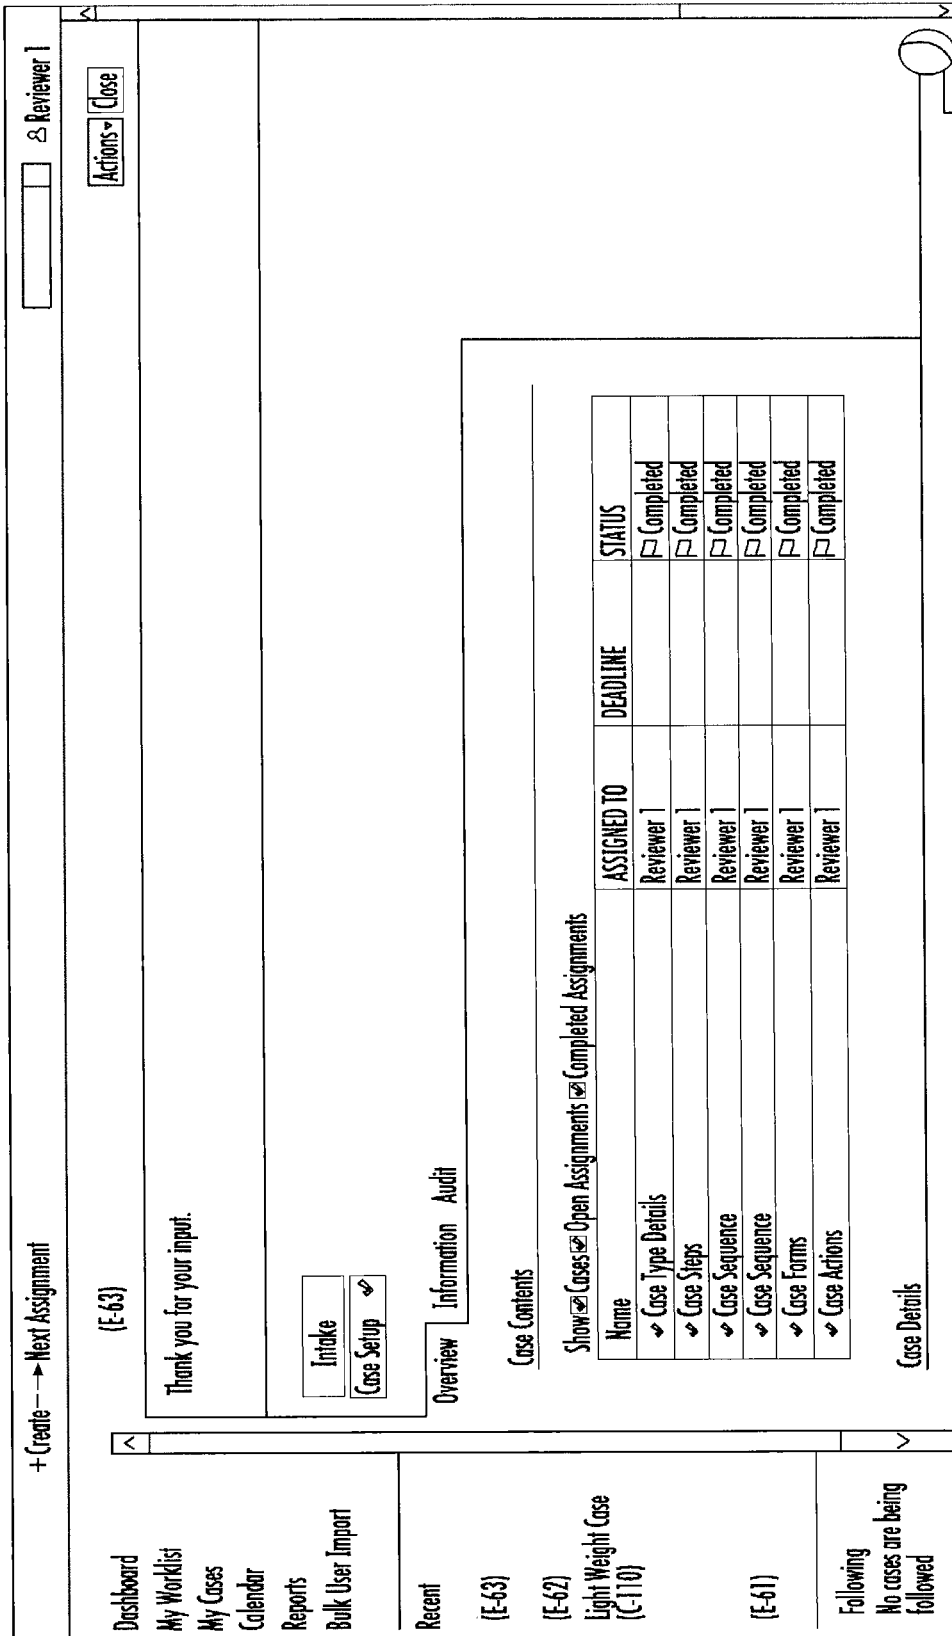 +Create--→Next Assignment
Reviewer 1
Dashboard
My Worklist
My Cases
Calendar
Reports
Bulk User Import
Recent
(E-63)
(E-62)
Light Weight Case
(C-110)
(E-61)
Following
No cases are being
followed
(E-63)
Actions Close
Thank you for your input.
Intake
Case Setup
Overview Information Audit
Case Contents
Show Cases Open Assignments Completed Assignments
Name ASSIGNED TO DEADLINE STATUS
Case Type Details Reviewer 1 Completed
Case Steps Reviewer 1 Completed
Case Sequence Reviewer 1 Completed
Case Sequence Reviewer 1 Completed
Case Forms Reviewer 1 Completed
Case Actions Reviewer 1 Completed
Case Details